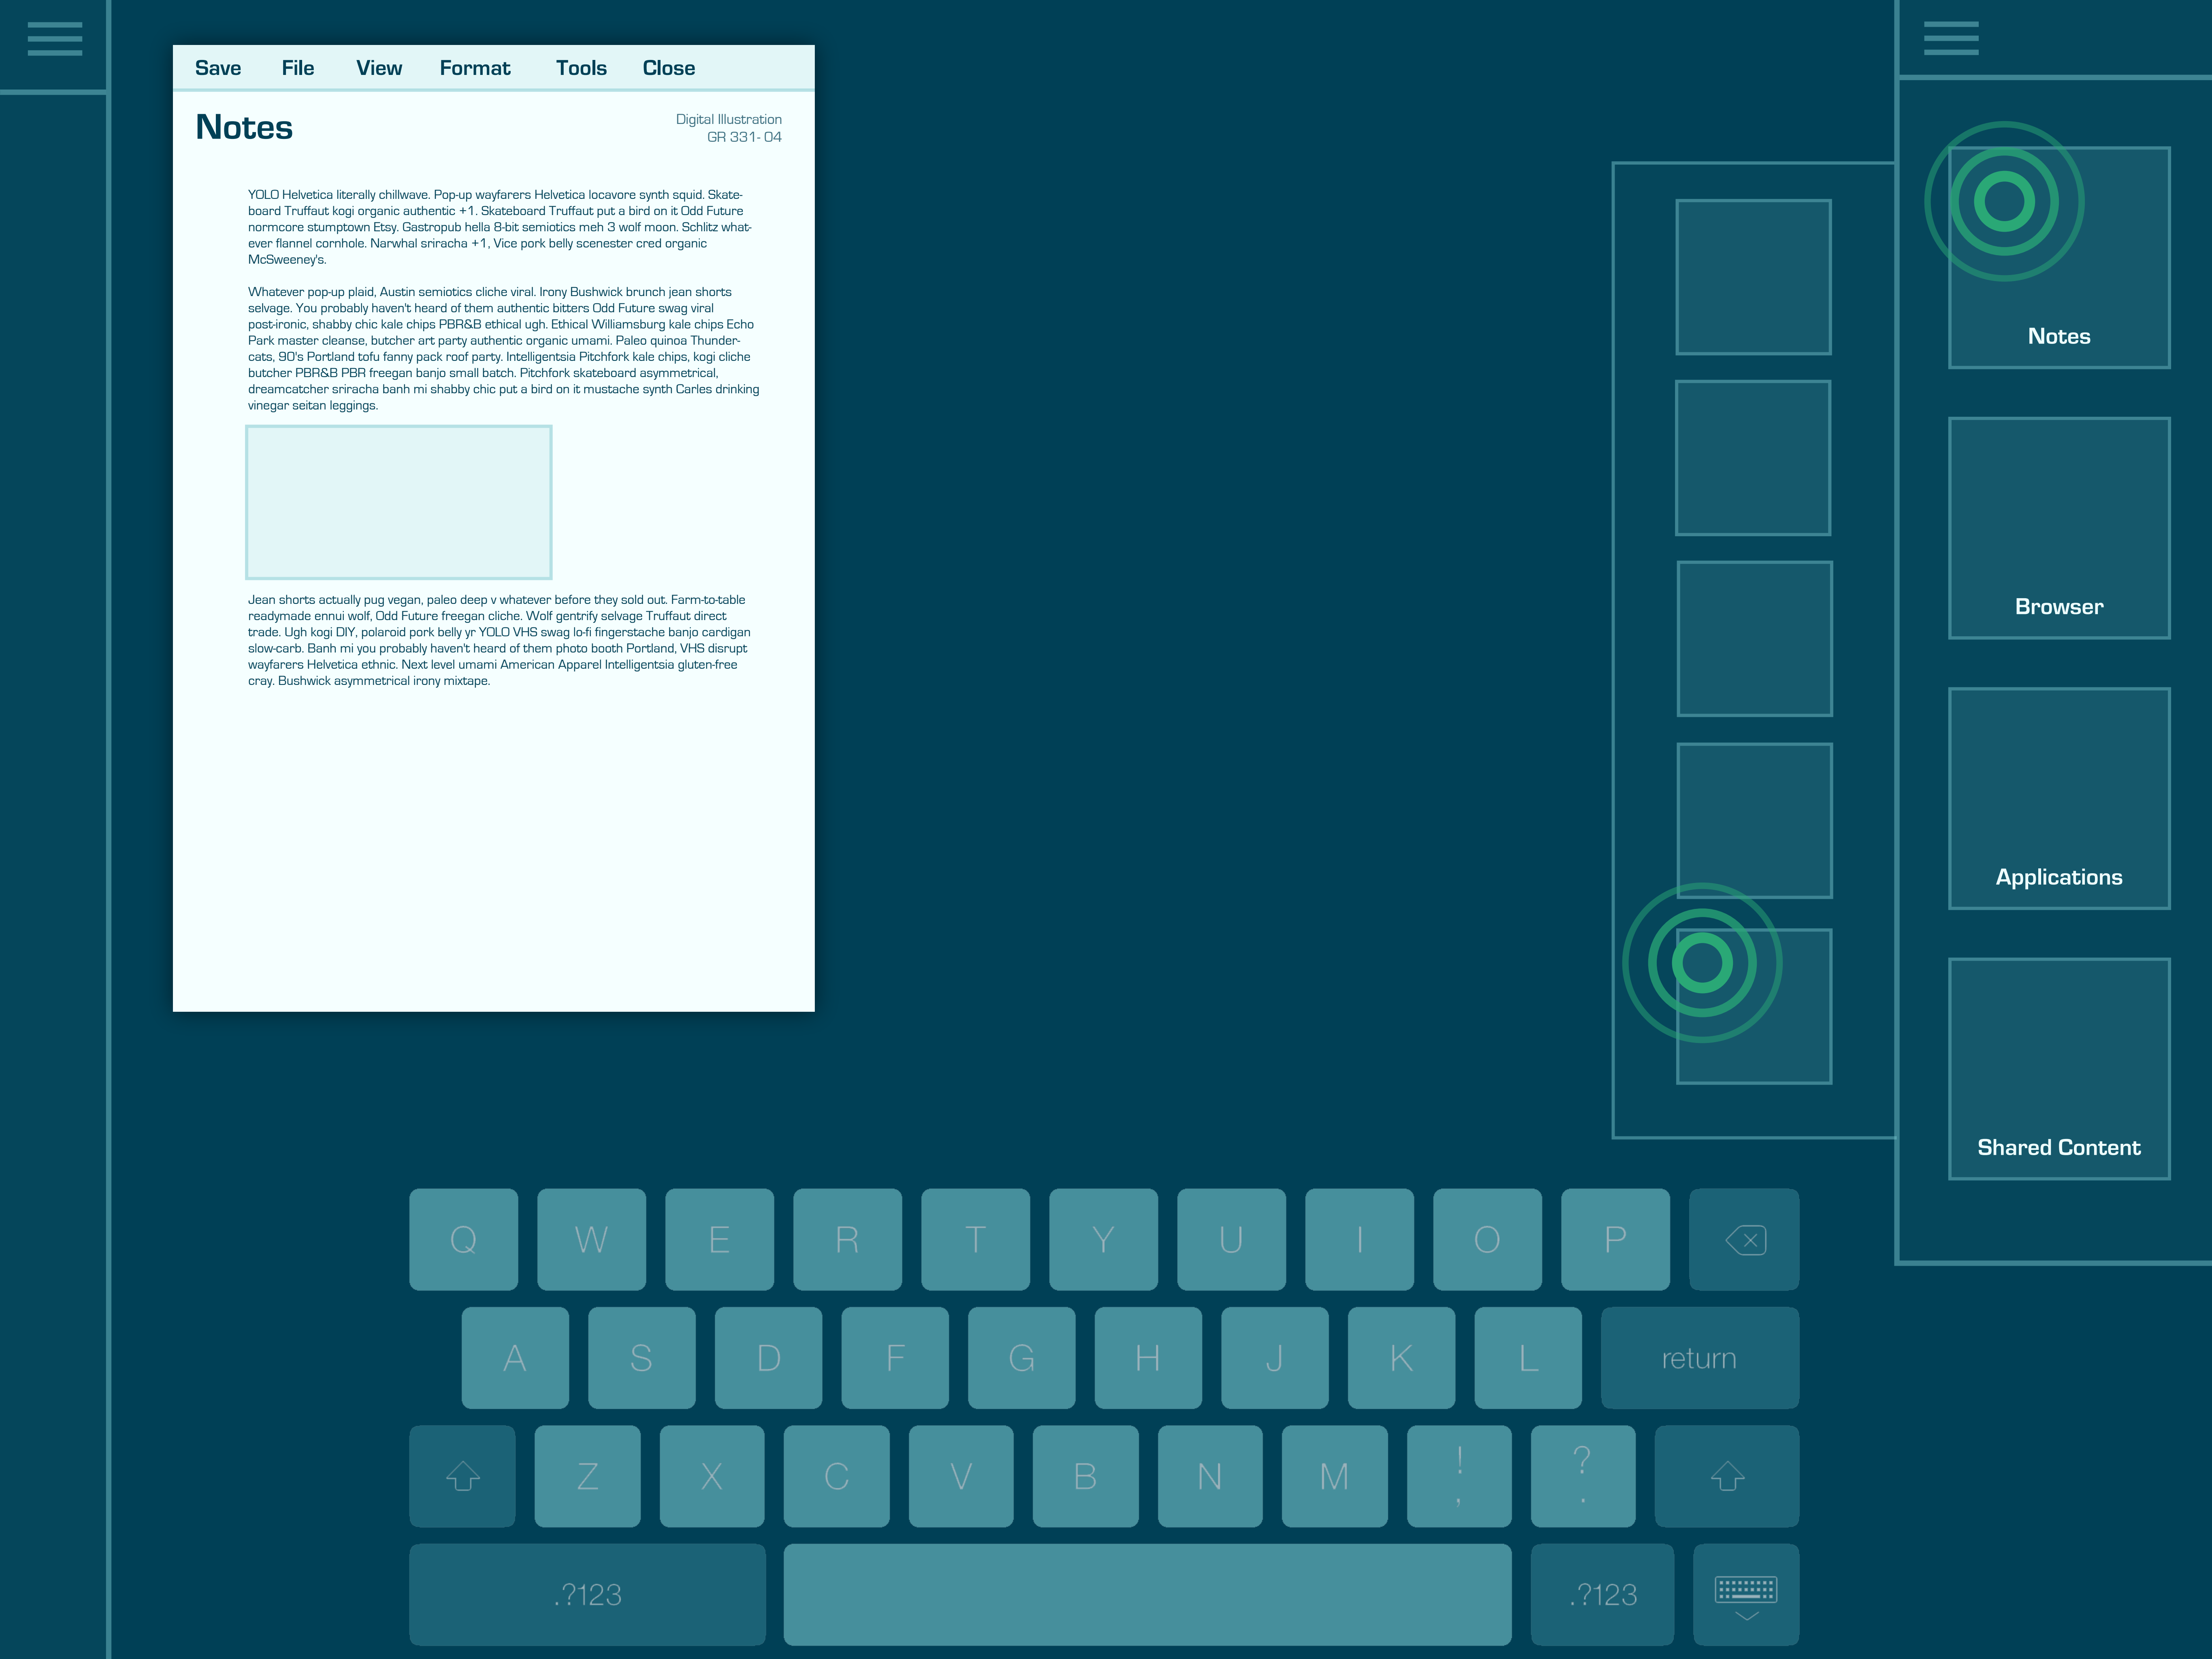 Save File View Format Tools Close
Notes
Digital Illustration
GR 331- 04
YOLO Helvetica literally chillwave. Pop-up wayfarers Helvetica locavore synth squid. Skate-
board Truffaut kogi organic authentic +1. Skateboard Truffaut put a bird on it Odd Future
normcore stumptown Etsy. Gastropub hella 8-bit semiotics meh 3 wolf moon. Schlitz what-
ever flannel cornhole. Narwhal sriracha +1, Vice pork belly scenester cred organic
McSweeney's.
Whatever pop-up plaid, Austin semiotics cliche viral. Irony Bushwick brunch jean shorts
selvage. You probably haven't heard of them authentic bitters Odd Future swag viral
post-ironic, shabby chic kale chips PBR&B ethical ugh. Ethical Williamsburg kale chips Echo
Park master cleanse, butcher art party authentic organic umami. Paleo quinoa Thunder-
cats, 90's Portland tofu fanny pack roof party. Intelligentsia Pitchfork kale chips, kogi cliche
butcher PBR&B PBR freegan banjo small batch. Pitchfork skateboard asymmetrical,
dreamcatcher sriracha banh mi shabby chic put a bird on it mustache synth Carles drinking
vinegar seitan leggings.
Jean shorts actually pug vegan, paleo deep v whatever before they sold out. Farm-to-table
readymade ennui wolf, Odd Future freegan cliche. Wolf gentrify selvage Truffaut direct
trade. Ugh kogi DIY, polaroid pork belly yr YOLO VHS swag lo-fi fingerstache banjo cardigan
slow-carb. Banh mi you probably haven't heard of them photo booth Portland, VHS disrupt
wayfarers Helvetica ethnic. Next level umami American Apparel Intelligentsia gluten-free
cray. Bushwick asymmetrical irony mixtape.
Notes
Browser
Applications
Shared Content
Q W E R T Y U I O P
A S D F G H J K L return
Z X C V B N M ! , ? .
.?123 .?123